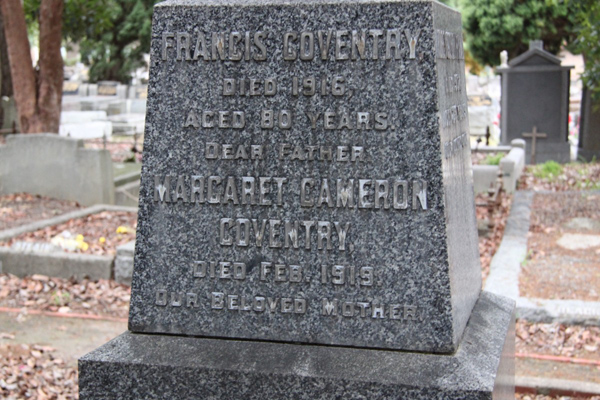 FRANCIS COVENTRY
DIED 1916,
AGED 80 YEARS.
DEAR FATHER.
MARGARET CAMERON
COVENTRY,
DIED FEB. 1919.
OUR BELOVED MOTHER